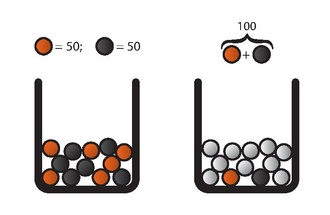 = 50; = 50
100
+